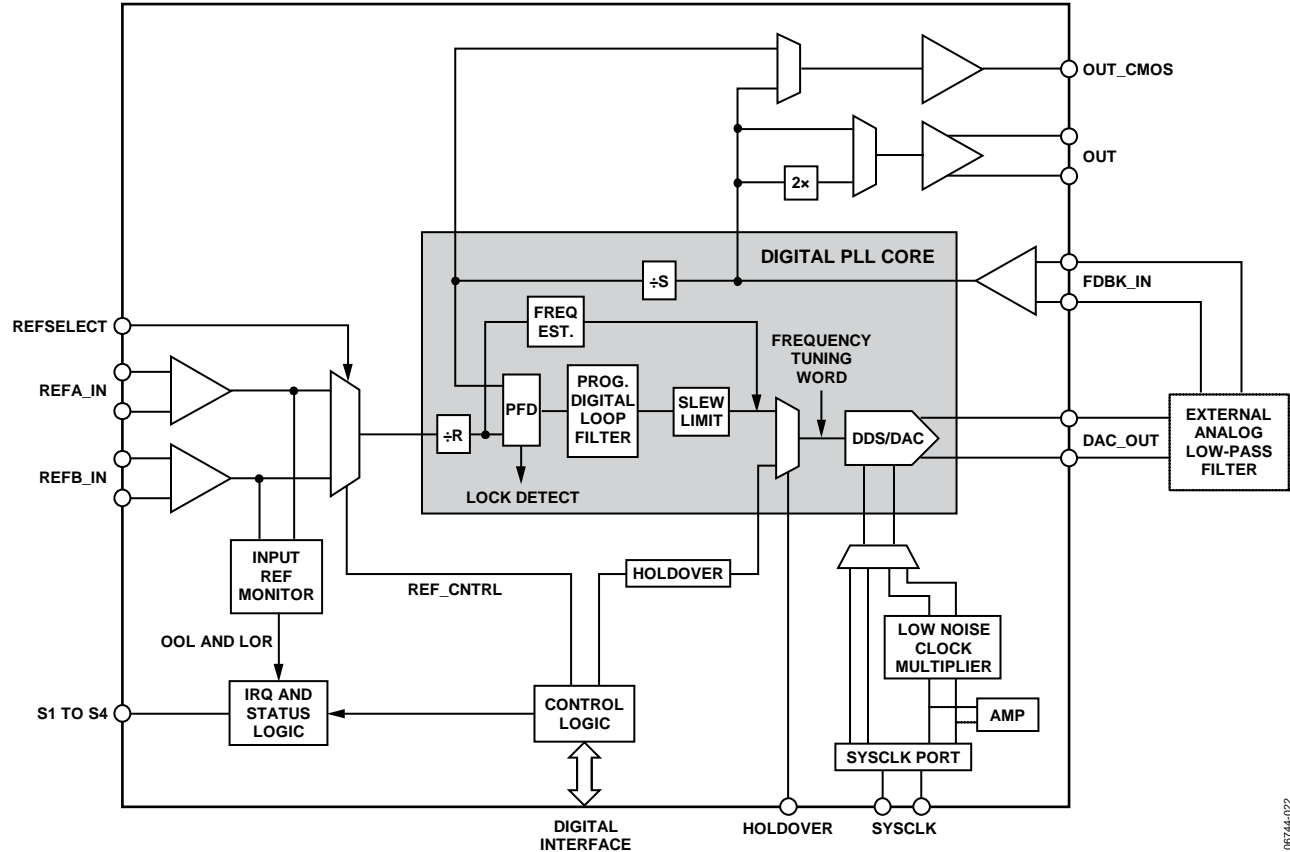 OUT_CMOS
OUT
2×
DIGITAL PLL CORE
÷S
FDBK_IN
REFSELECT
FREQ
EST.
FREQUENCY
TUNING
WORD
REFA_IN
PFD
PROG.
DIGITAL
LOOP
FILTER
SLEW
LIMIT
EXTERNAL
ANALOG
LOW-PASS
FILTER
÷R
DDS/DAC
DAC_OUT
REFB_IN
LOCK DETECT
INPUT
REF
MONITOR
REF_CNTRL
HOLDOVER
OOL AND LOR
LOW NOISE
CLOCK
MULTIPLIER
S1 TO S4
IRQ AND
STATUS
LOGIC
CONTROL
LOGIC
AMP
SYSCLK PORT
DIGITAL
INTERFACE
HOLDOVER
SYSCLK
06744-022